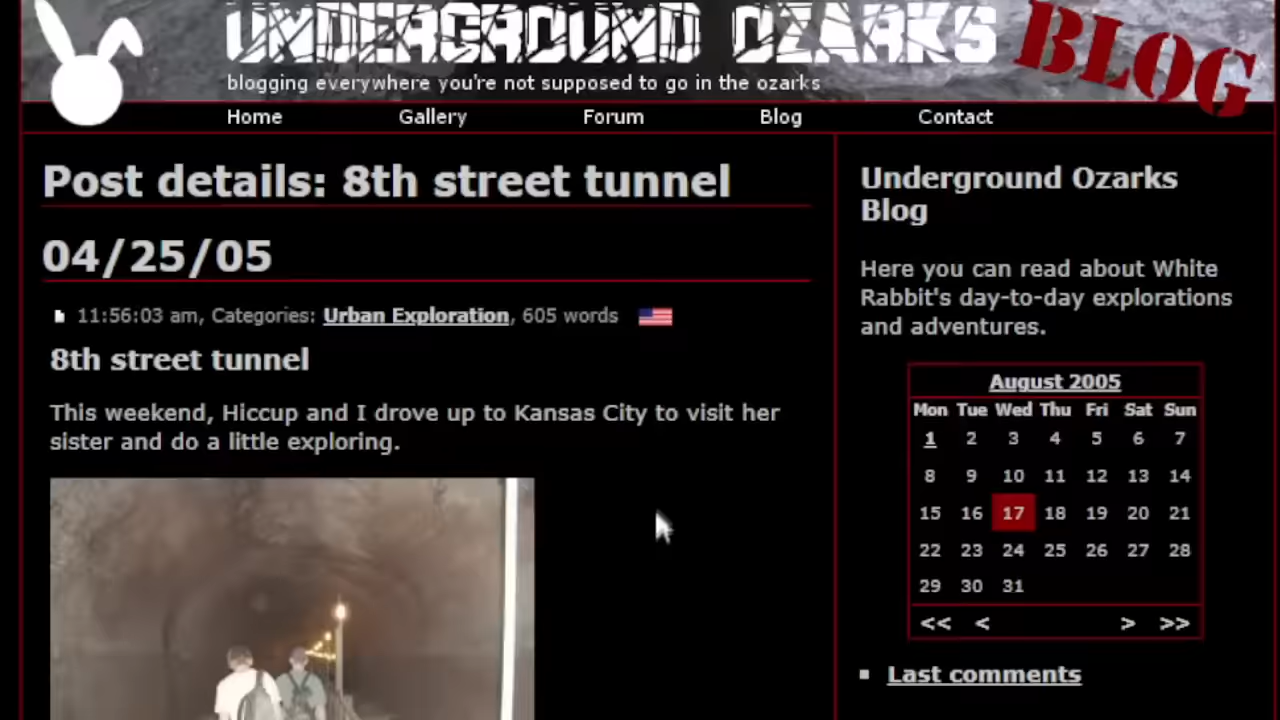 UNDERGROUND OZARKS BLOG
blogging everywhere you're not supposed to go in the ozarks
Home Gallery Forum Blog Contact
Post details: 8th street tunnel
04/25/05
11:56:03 am, Categories: Urban Exploration, 605 words
8th street tunnel
This weekend, Hiccup and I drove up to Kansas City to visit her
sister and do a little exploring.
Underground Ozarks
Blog
Here you can read about White
Rabbit's day-to-day explorations
and adventures.
August 2005
Mon Tue Wed Thu Fri Sat Sun
1 2 3 4 5 6 7
8 9 10 11 12 13 14
15 16 17 18 19 20 21
22 23 24 25 26 27 28
29 30 31
<< < > >>
Last comments